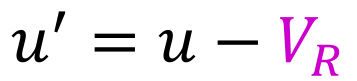 u′ = u − V_R